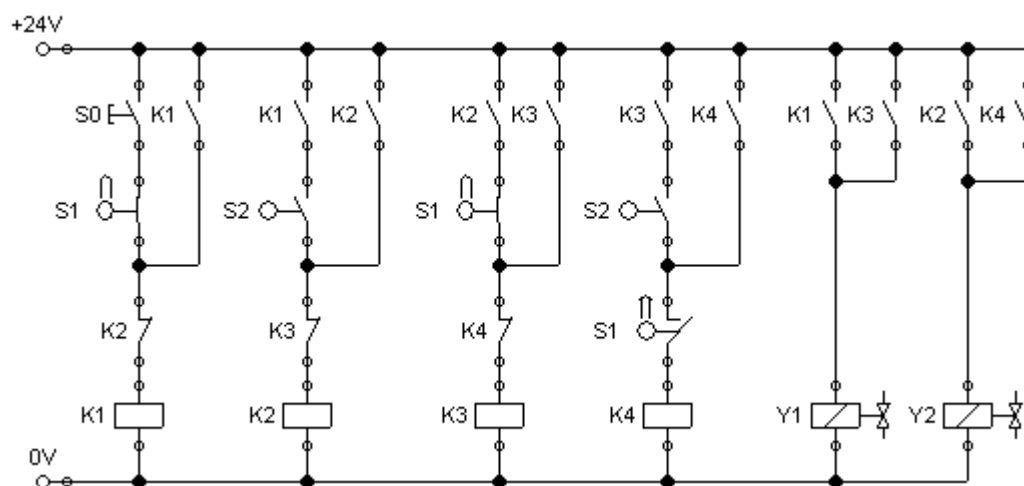 +24V
S0 K1 K1 K2 K2 K3 K3 K4 K1 K3 K2 K4
S1 S2 S1 S2
K2 K3 K4 S1
K1 K2 K3 K4 Y1 Y2
0V